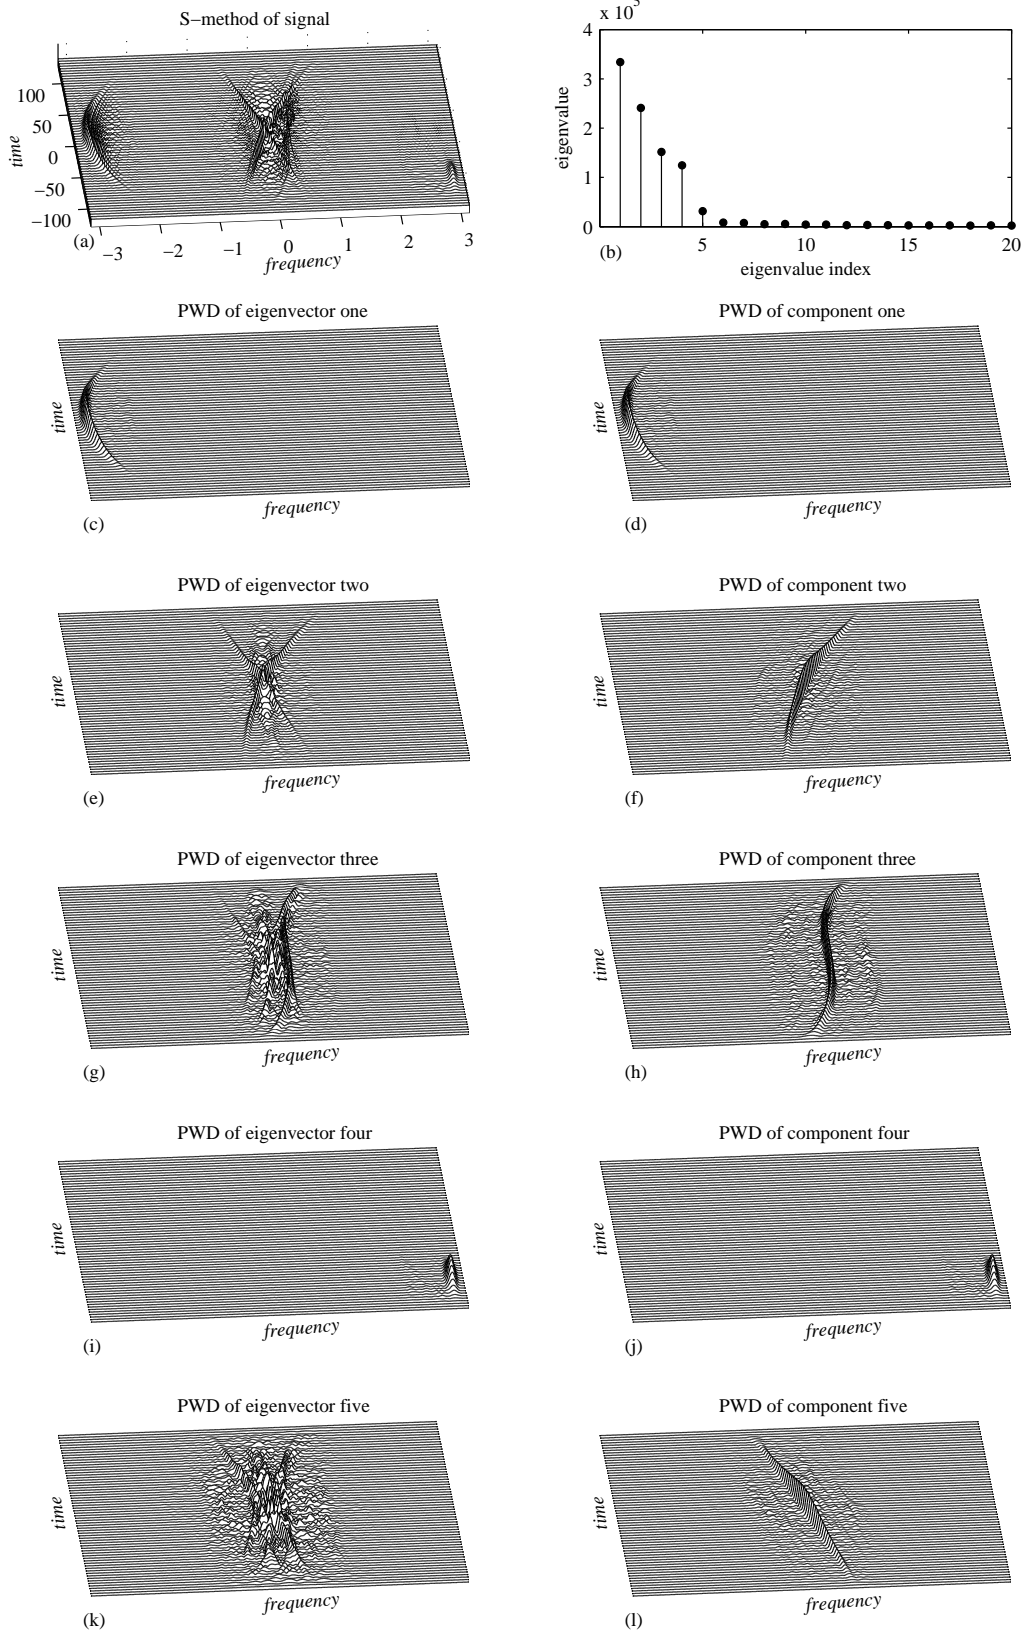 S−method of signal
100
50
0
−50
−100
time
−3
−2
−1
0
1
2
3
frequency
(a)
x 10⁵
4
3
2
1
0
eigenvalue
5
10
15
20
eigenvalue index
(b)
PWD of eigenvector one
time
frequency
(c)
PWD of component one
time
frequency
(d)
PWD of eigenvector two
time
frequency
(e)
PWD of component two
time
frequency
(f)
PWD of eigenvector three
time
frequency
(g)
PWD of component three
time
frequency
(h)
PWD of eigenvector four
time
frequency
(i)
PWD of component four
time
frequency
(j)
PWD of eigenvector five
time
frequency
(k)
PWD of component five
time
frequency
(l)